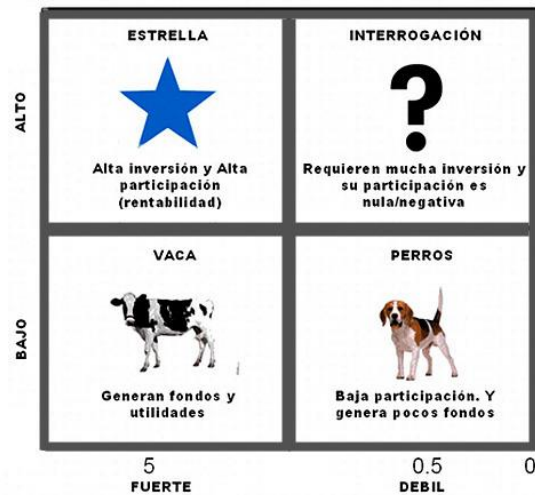 ESTRELLA
INTERROGACIÓN
ALTO
?
Alta inversión y Alta
participación
(rentabilidad)
Requieren mucha inversión y
su participación es
nula/negativa
VACA
PERROS
BAJO
Generan fondos y
utilidades
Baja participación. Y
genera pocos fondos
5
0.5
0
FUERTE
DEBIL